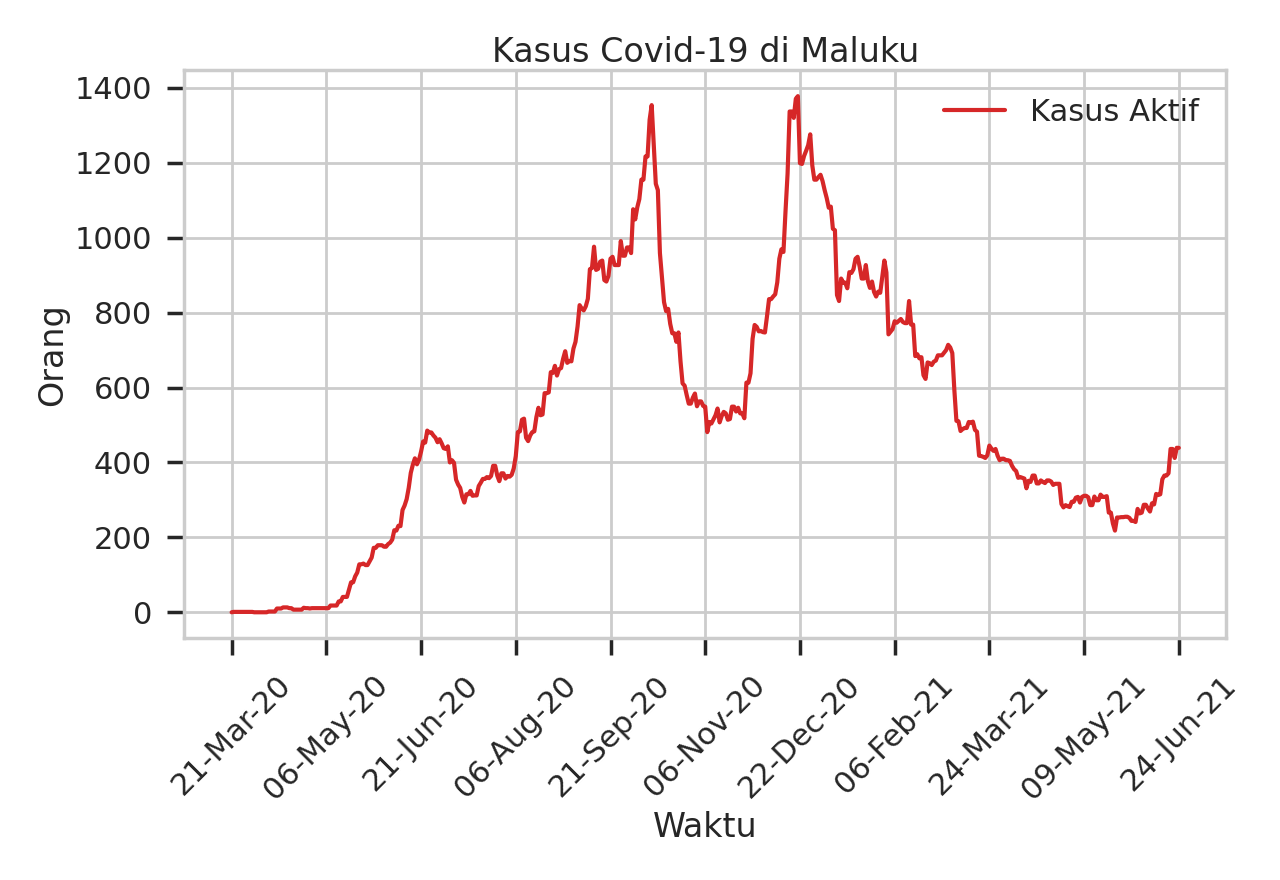 Kasus Covid-19 di Maluku
Kasus Aktif
Orang
1400
1200
1000
800
600
400
200
0
21-Mar-20
06-May-20
21-Jun-20
06-Aug-20
21-Sep-20
06-Nov-20
22-Dec-20
06-Feb-21
24-Mar-21
09-May-21
24-Jun-21
Waktu